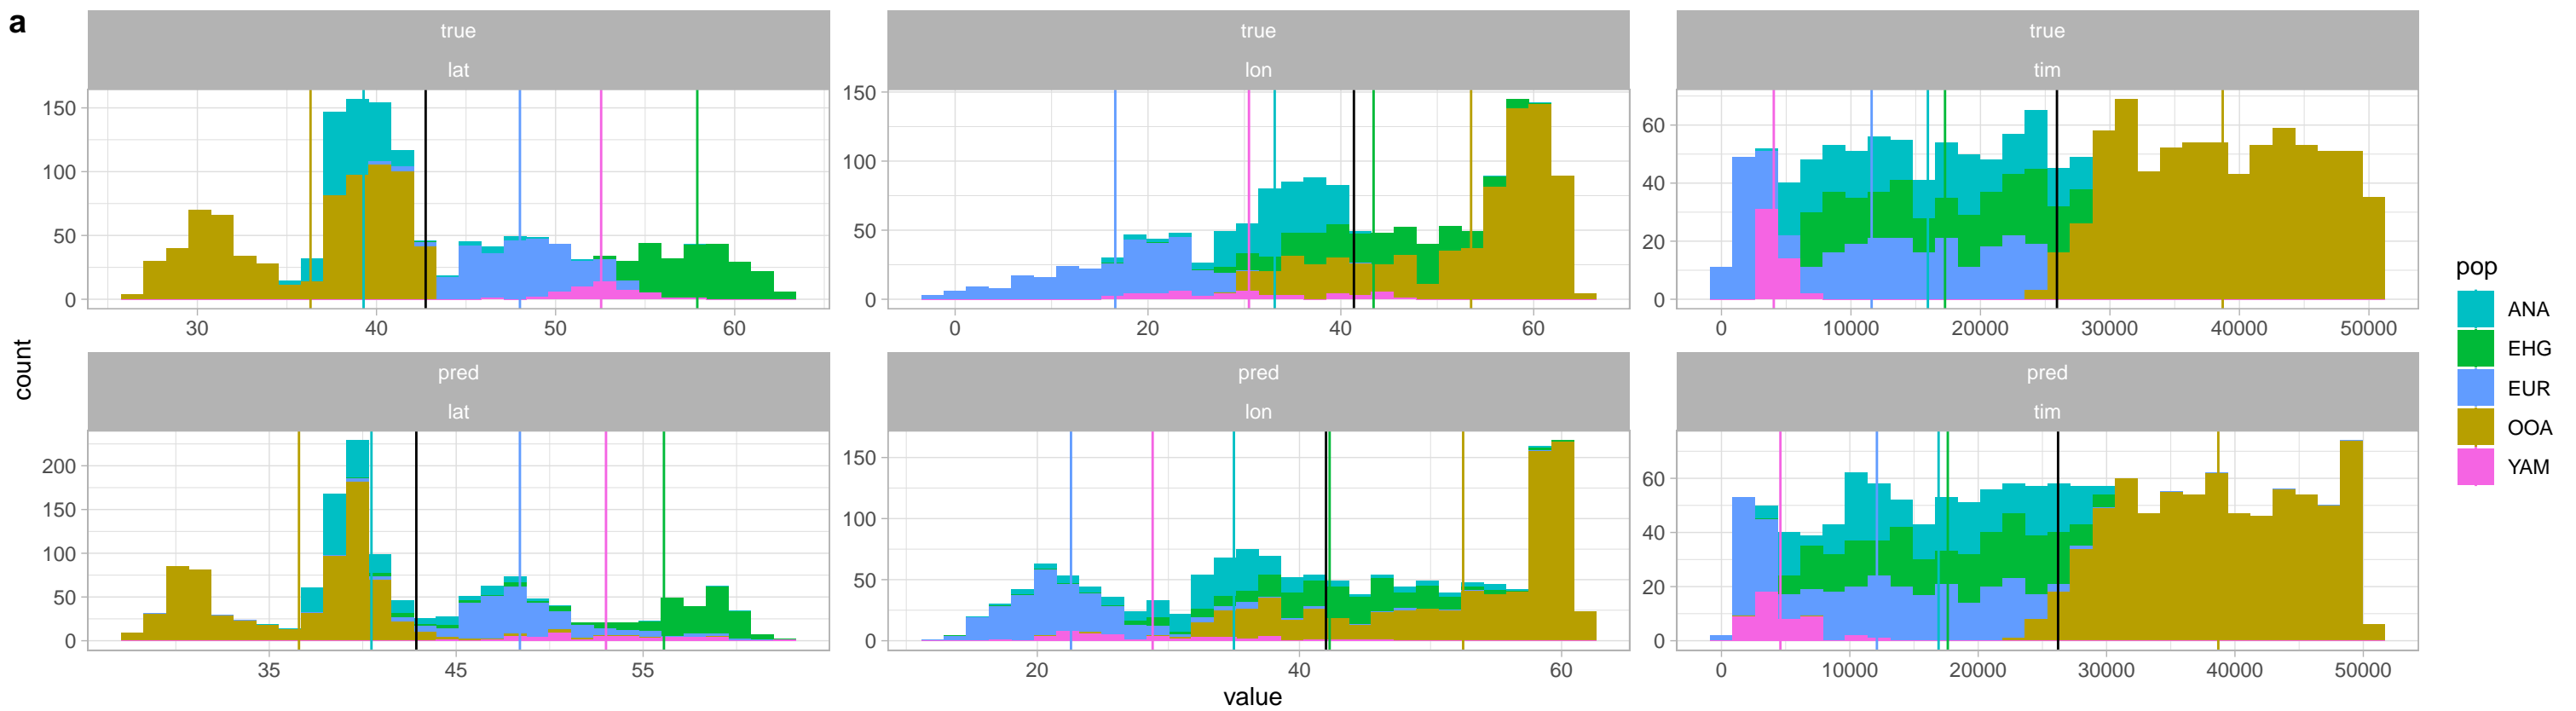 a
true
lat
150
100
50
0
30
40
50
60
true
lon
150
100
50
0
0
20
40
60
true
tim
60
40
20
0
0
10000
20000
30000
40000
50000
count
pred
lat
200
150
100
50
0
35
45
55
pred
lon
150
100
50
0
20
40
60
pred
tim
60
40
20
0
0
10000
20000
30000
40000
50000
value
pop
ANA
EHG
EUR
OOA
YAM